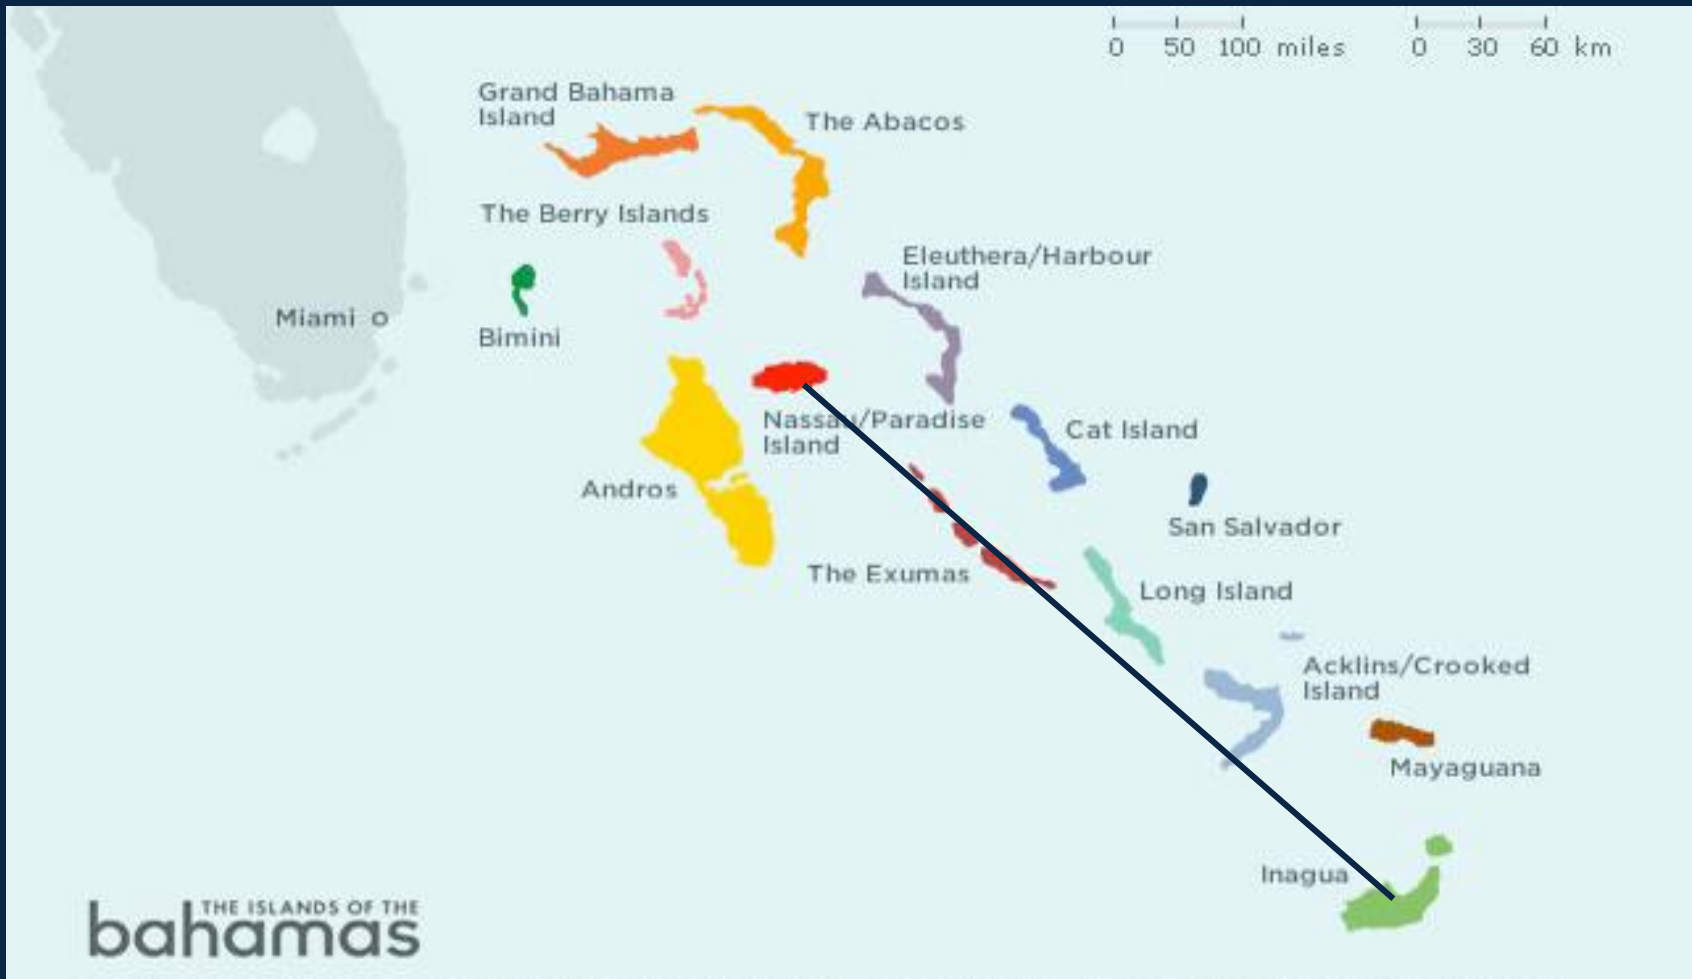 0 50 100 miles 0 30 60 km
Grand Bahama
Island
The Abacos
The Berry Islands
Eleuthera/Harbour
Island
Miami
Bimini
Nassau/Paradise
Island
Cat Island
Andros
San Salvador
The Exumas
Long Island
Acklins/Crooked
Island
Mayaguana
Inagua
THE ISLANDS OF THE
bahamas